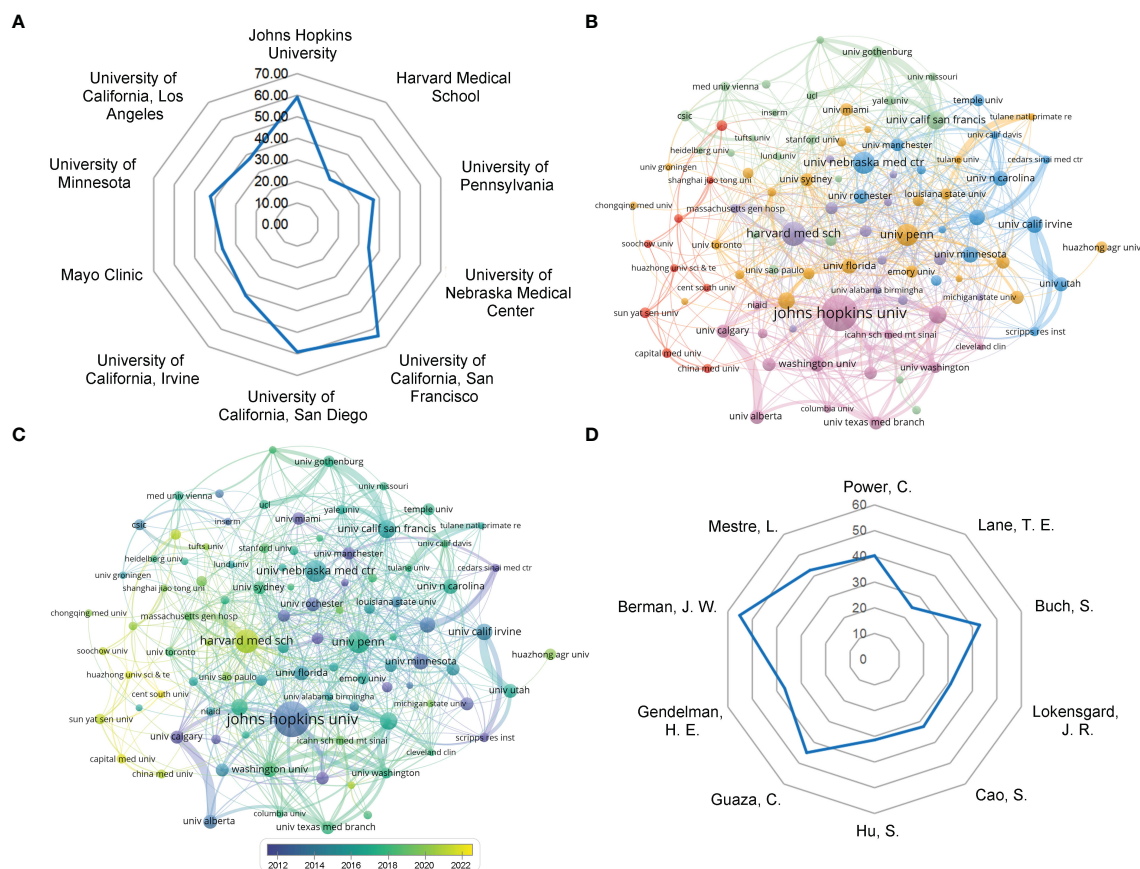 A
Johns Hopkins
University
Harvard Medical
School
University of
Pennsylvania
University of
Nebraska Medical
Center
University of
California, San
Francisco
University of
California, San Diego
University of
California, Irvine
Mayo Clinic
University of
Minnesota
University of
California, Los
Angeles
70.00
60.00
50.00
40.00
30.00
20.00
10.00
0.00
B
univ gothenburg
univ missouri
med univ vienna
ucl
yale univ
temple univ
csic
inserm
univ miami
univ calif san francis
tulane nati primate re
tufts univ
stanford univ
univ manchester
univ calif davis
heidelberg univ
lund univ
univ nebraska med ctr
tulane univ
cedars sinai med ctr
univ groningen
shanghai jiao tong uni
univ sydney
univ n carolina
univ rochester
louisiana state univ
chongqing med univ
massachusetts gen hosp
harvard med sch
univ penn
univ calif irvine
soochow univ
univ toronto
univ minnesota
huazhong agr univ
huazhong univ sci & te
univ sao paulo
univ florida
emory univ
univ utah
cent south univ
univ alabama birmingha
michigan state univ
niaid
sun yat sen univ
johns hopkins univ
univ calgary
icahn sch med mt sinai
scripps res inst
capital med univ
cleveland clin
china med univ
washington univ
univ washington
columbia univ
univ alberta
univ texas med branch
C
univ gothenburg
univ missouri
med univ vienna
ucl
yale univ
temple univ
csic
inserm
univ miami
univ calif san francis
tulane nati primate re
tufts univ
stanford univ
univ manchester
univ calif davis
heidelberg univ
lund univ
univ nebraska med ctr
tulane univ
cedars sinai med ctr
univ groningen
shanghai jiao tong uni
univ sydney
univ n carolina
univ rochester
louisiana state univ
chongqing med univ
massachusetts gen hosp
harvard med sch
univ penn
univ calif irvine
soochow univ
univ toronto
univ minnesota
huazhong agr univ
huazhong univ sci & te
univ sao paulo
univ florida
emory univ
univ utah
cent south univ
univ alabama birmingha
michigan state univ
niaid
sun yat sen univ
johns hopkins univ
univ calgary
icahn sch med mt sinai
scripps res inst
capital med univ
cleveland clin
china med univ
washington univ
univ washington
columbia univ
univ alberta
univ texas med branch
2012 2014 2016 2018 2020 2022
D
Power, C.
Lane, T. E.
Buch, S.
Lokensgard,
J. R.
Cao, S.
Hu, S.
Guaza, C.
Gendelman,
H. E.
Berman, J. W.
Mestre, L.
60
50
40
30
20
10
0